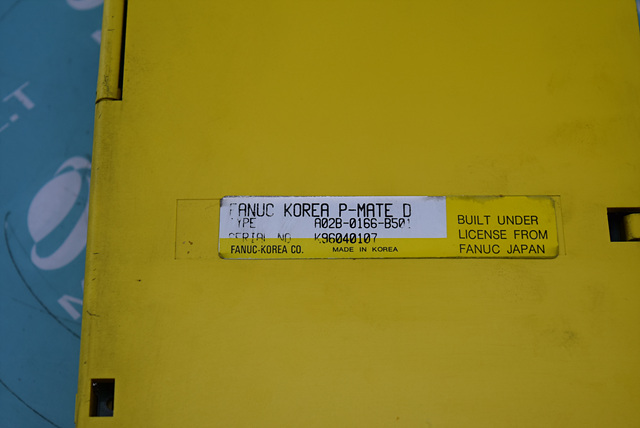 FANUC KOREA P-MATE D
TYPE A02B-0166-B501
SERIAL NO. K96040107
FANUC-KOREA CO. MADE IN KOREA
BUILT UNDER
LICENSE FROM
FANUC JAPAN